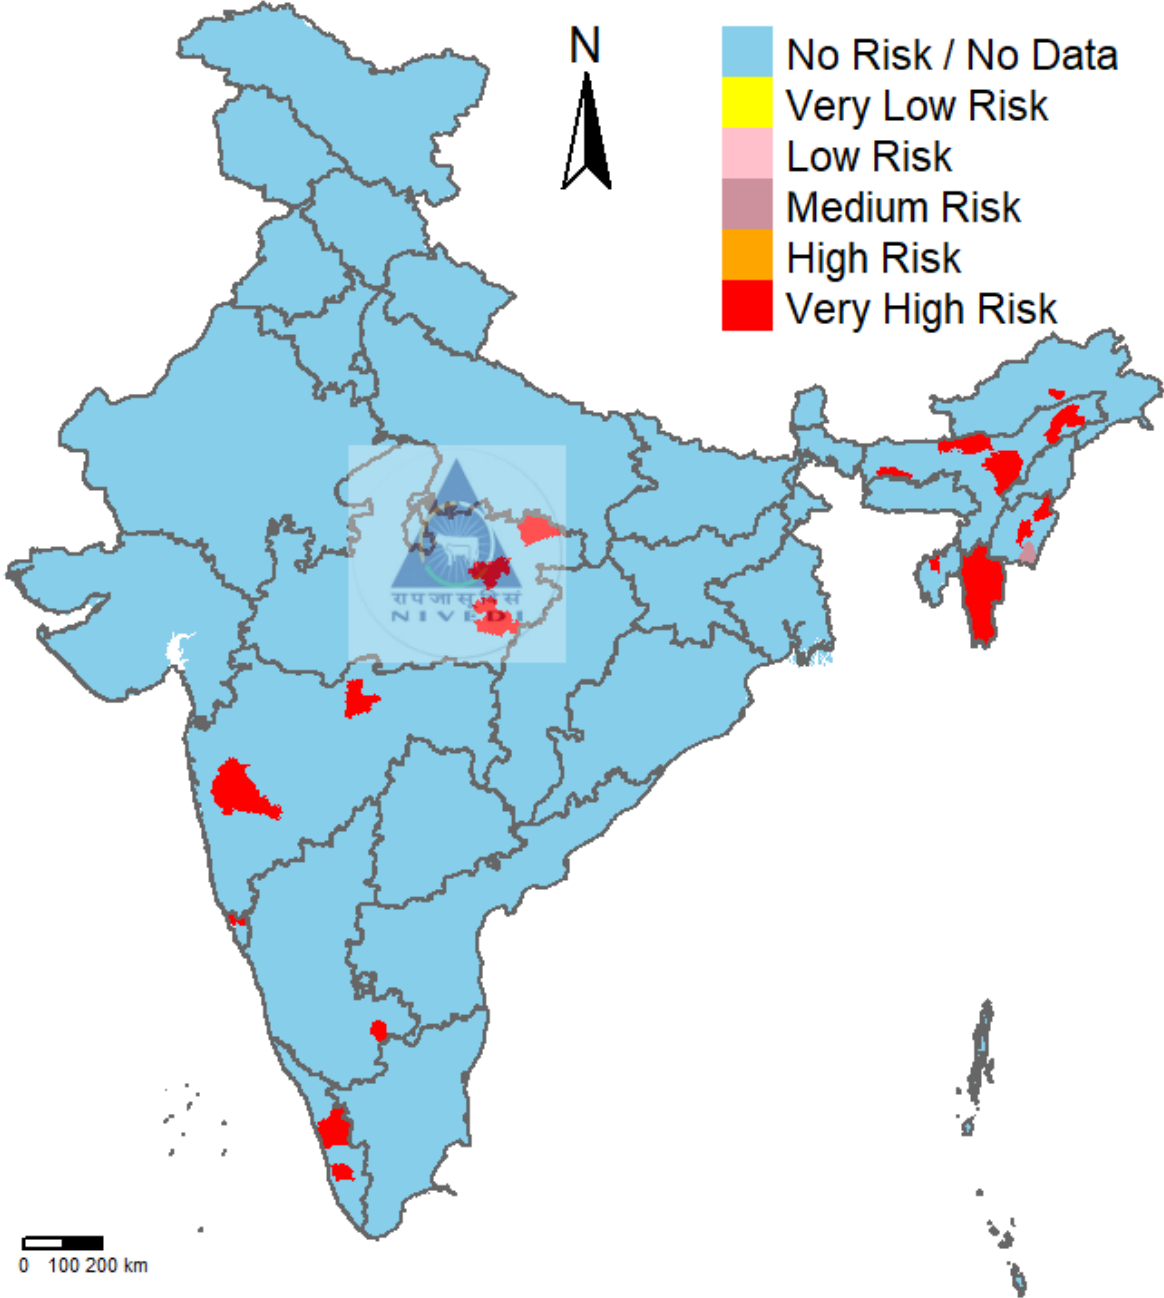 N
No Risk / No Data
Very Low Risk
Low Risk
Medium Risk
High Risk
Very High Risk
रापजासूविसं
NIVEDI
0 100 200 km